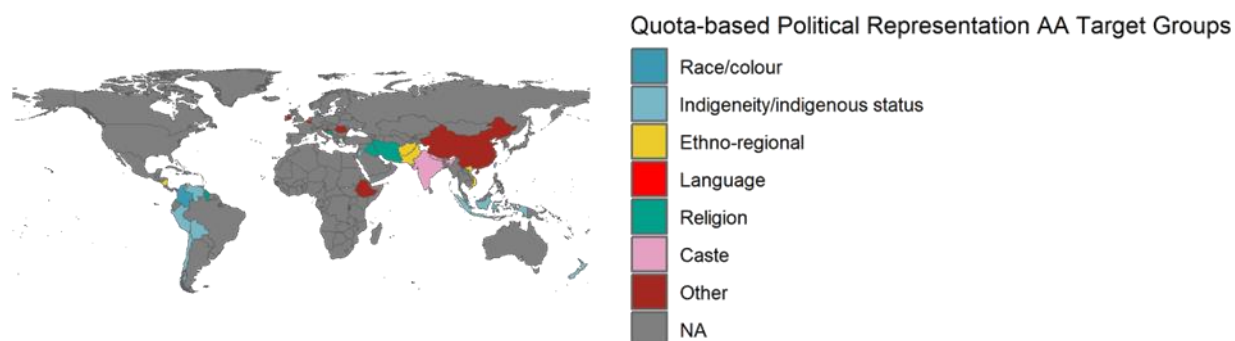 Quota-based Political Representation AA Target Groups
Race/colour
Indigeneity/indigenous status
Ethno-regional
Language
Religion
Caste
Other
NA